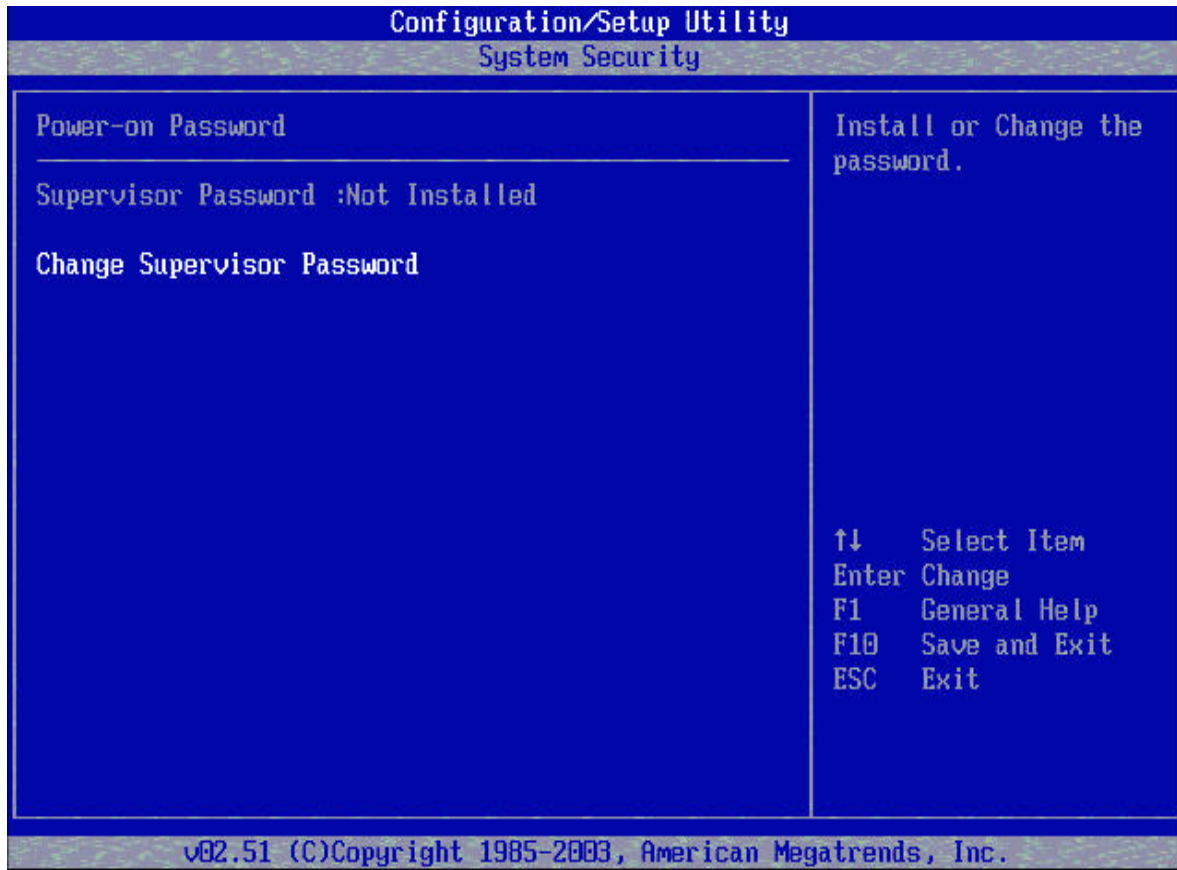 Configuration/Setup Utility
System Security
Power-on Password
Supervisor Password :Not Installed
Change Supervisor Password
Install or Change the
password.
↑↓ Select Item
Enter Change
F1 General Help
F10 Save and Exit
ESC Exit
v02.51 (C)Copyright 1985-2003, American Megatrends, Inc.